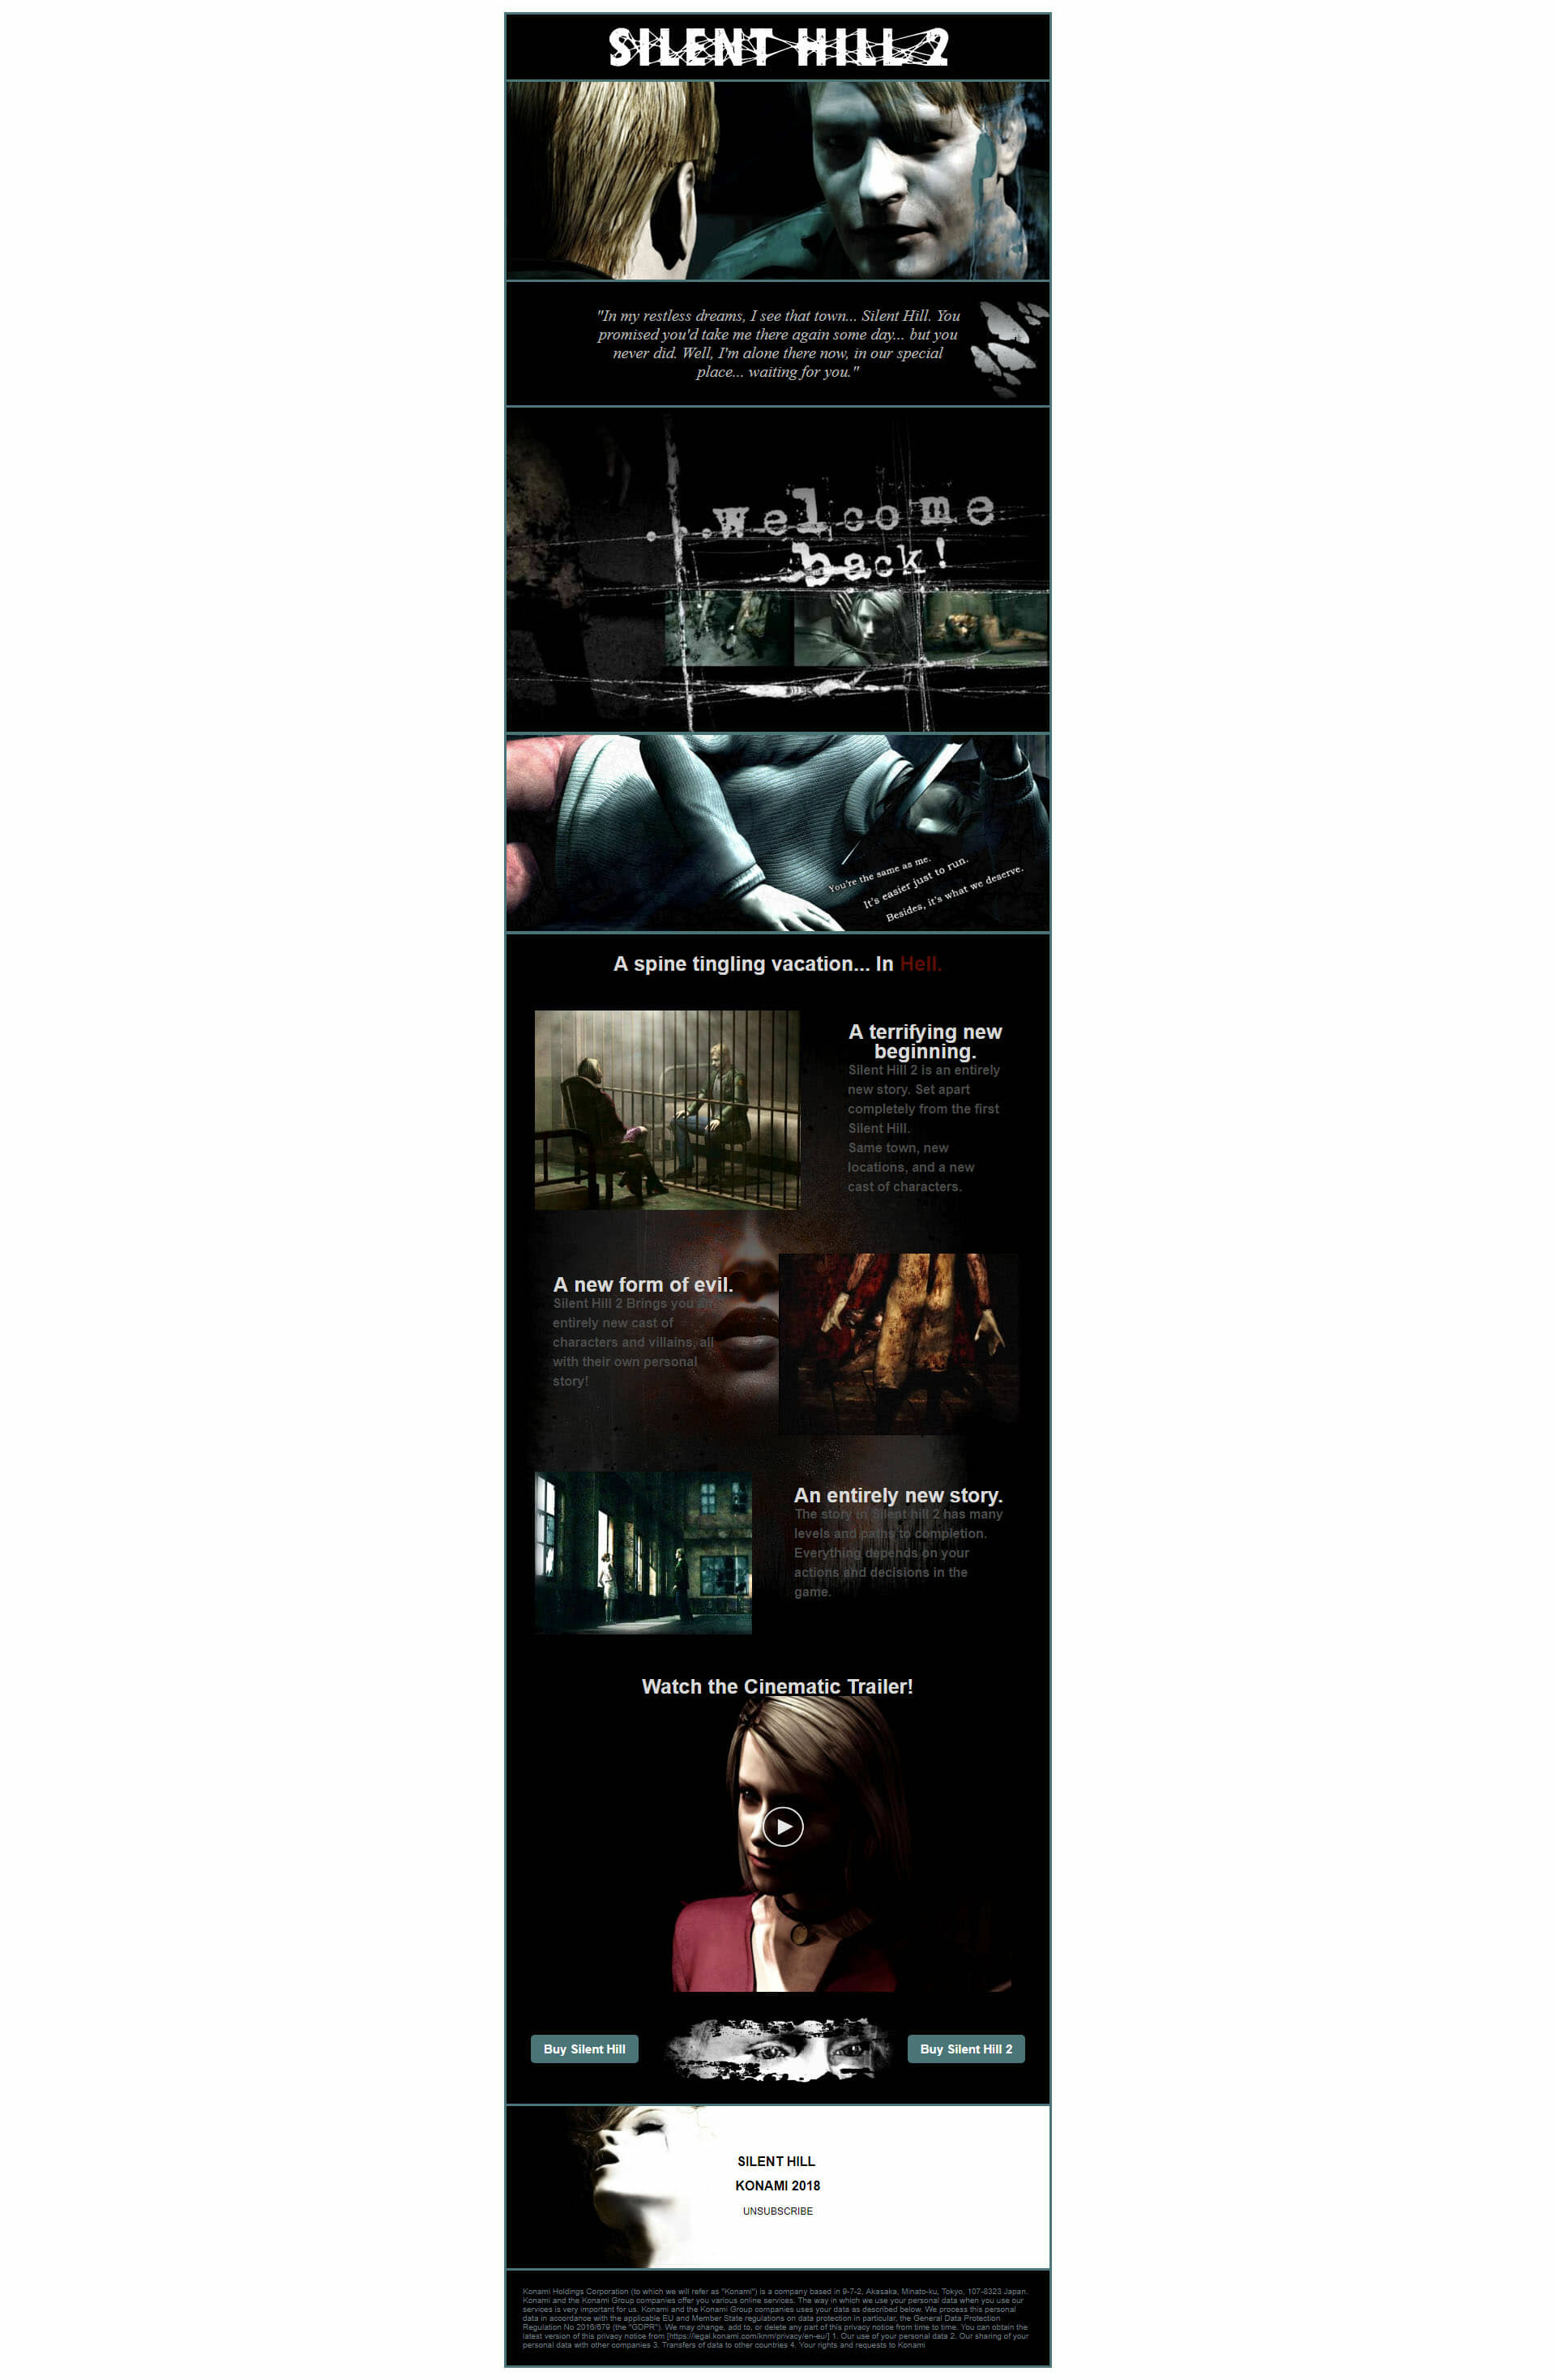 SILENT HILL 2
"In my restless dreams, I see that town... Silent Hill. You
promised you'd take me there again some day... but you
never did. Well, I'm alone there now, in our special
place... waiting for you."
...welcome
back!
You're the same as me.
It's easier just to run.
Besides, it's what we deserve.
A spine tingling vacation... In Hell.
A terrifying new
beginning.
Silent Hill 2 is an entirely
new story. Set apart
completely from the first
Silent Hill.
Same town, new
locations, and a new
cast of characters.
A new form of evil.
Silent Hill 2 Brings you an
entirely new cast of
characters and villains, all
with their own personal
story!
An entirely new story.
The story in Silent hill 2 has many
levels and paths to completion.
Everything depends on your
actions and decisions in the
game.
Watch the Cinematic Trailer!
Buy Silent Hill
Buy Silent Hill 2
SILENT HILL
KONAMI 2018
UNSUBSCRIBE
Konami Holdings Corporation (to which we will refer as "Konami") is a company based in 9-7-2, Akasaka, Minato-ku, Tokyo, 107-8323 Japan.
Konami and the Konami Group companies offer you various online services. The way in which we use your personal data when you use our
services is very important for us. Konami and the Konami Group companies uses your data as described below. We process this personal
data in accordance with the applicable EU and Member State regulations on data protection in particular, the General Data Protection
Regulation No 2016/679 (the "GDPR"). We may change, add to, or delete any part of this privacy notice from time to time. You can obtain the
latest version of this privacy notice from [https://legal.konami.com/knm/privacy/en-eu/] 1. Our use of your personal data 2. Our sharing of your
personal data with other companies 3. Transfers of data to other countries 4. Your rights and requests to Konami